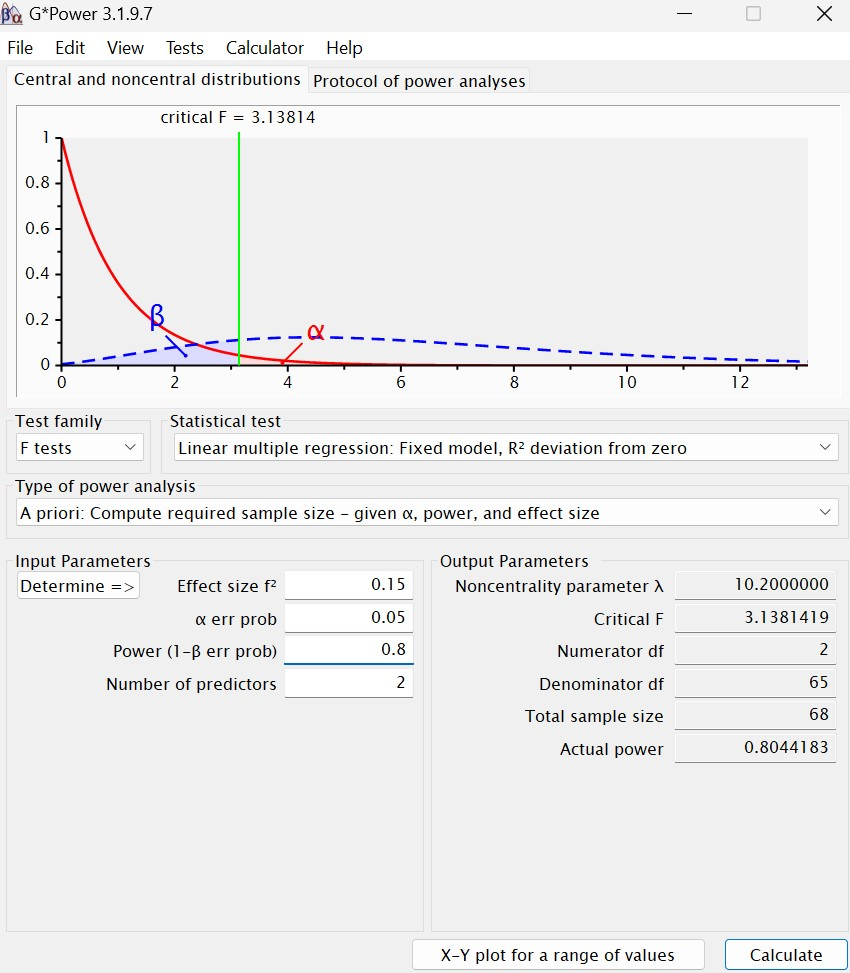 G*Power 3.1.9.7
File Edit View Tests Calculator Help
Central and noncentral distributions Protocol of power analyses
critical F = 3.13814
1
0.8
0.6
0.4
0.2
0
β
α
0 2 4 6 8 10 12
Test family Statistical test
F tests Linear multiple regression: Fixed model, R² deviation from zero
Type of power analysis
A priori: Compute required sample size – given α, power, and effect size
Input Parameters
Determine => Effect size f² 0.15
α err prob 0.05
Power (1-β err prob) 0.8
Number of predictors 2
Output Parameters
Noncentrality parameter λ 10.2000000
Critical F 3.1381419
Numerator df 2
Denominator df 65
Total sample size 68
Actual power 0.8044183
X-Y plot for a range of values Calculate